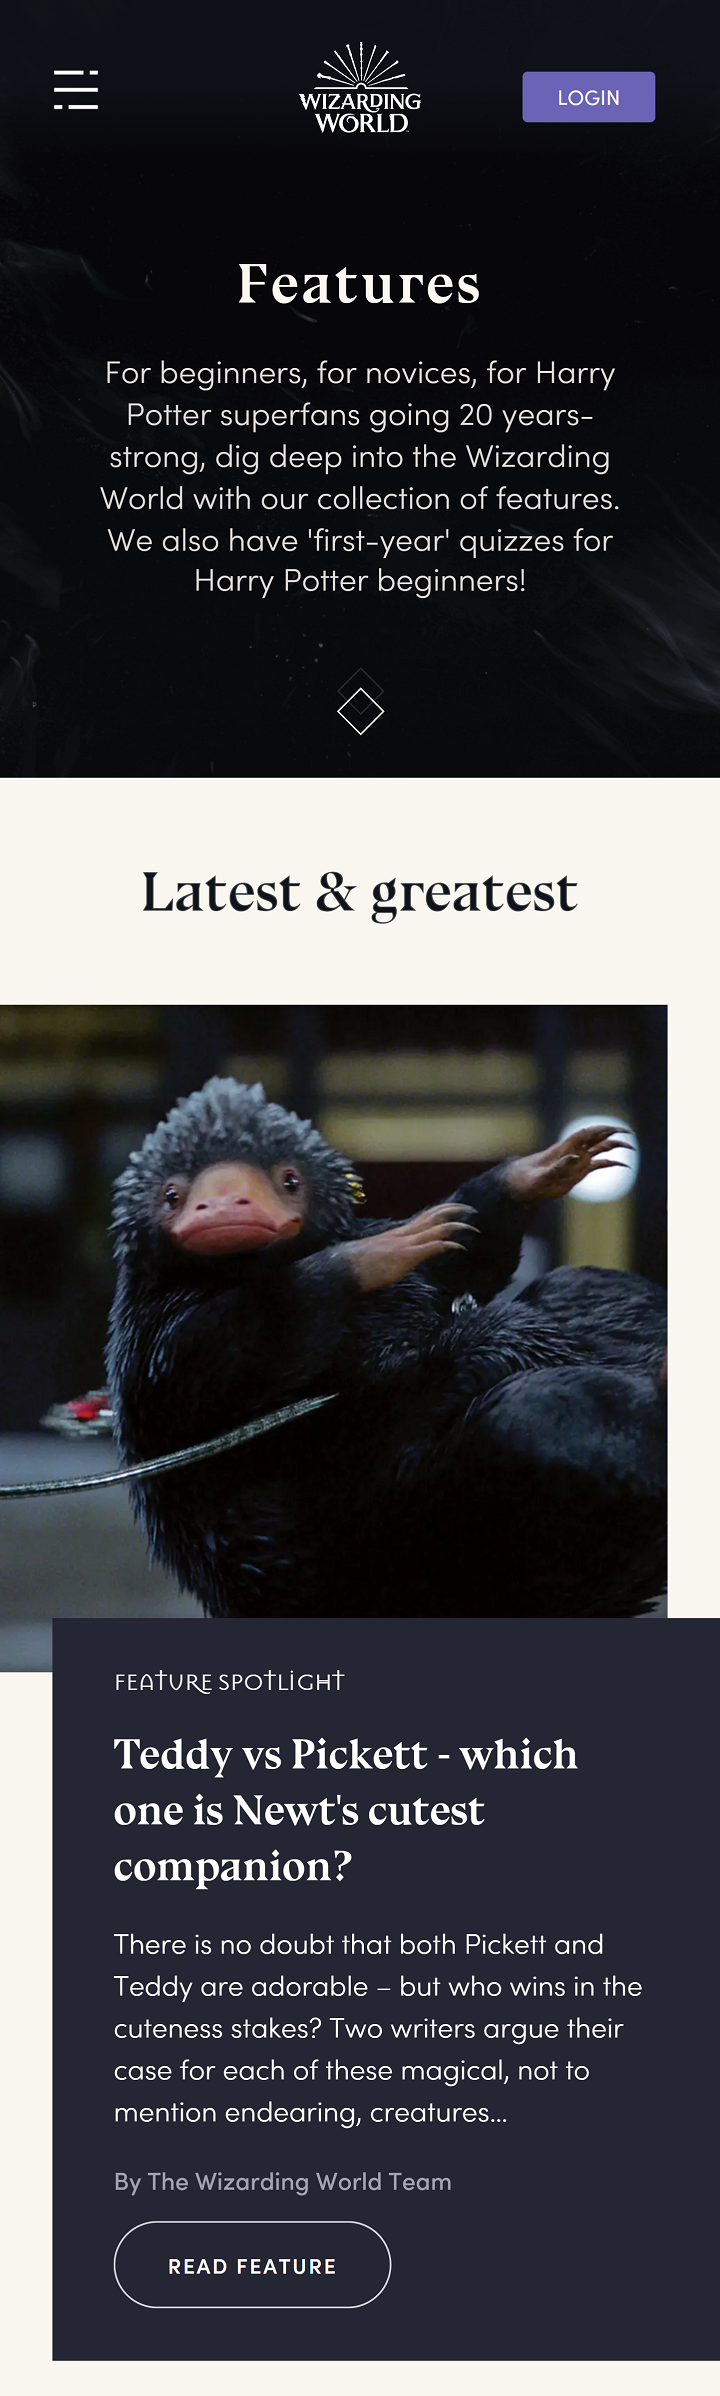 WIZARDING
WORLD
LOGIN
Features
For beginners, for novices, for Harry
Potter superfans going 20 years-
strong, dig deep into the Wizarding
World with our collection of features.
We also have 'first-year' quizzes for
Harry Potter beginners!
Latest & greatest
FEATURE SPOTLIGHT
Teddy vs Pickett - which
one is Newt's cutest
companion?
There is no doubt that both Pickett and
Teddy are adorable – but who wins in the
cuteness stakes? Two writers argue their
case for each of these magical, not to
mention endearing, creatures...
By The Wizarding World Team
READ FEATURE